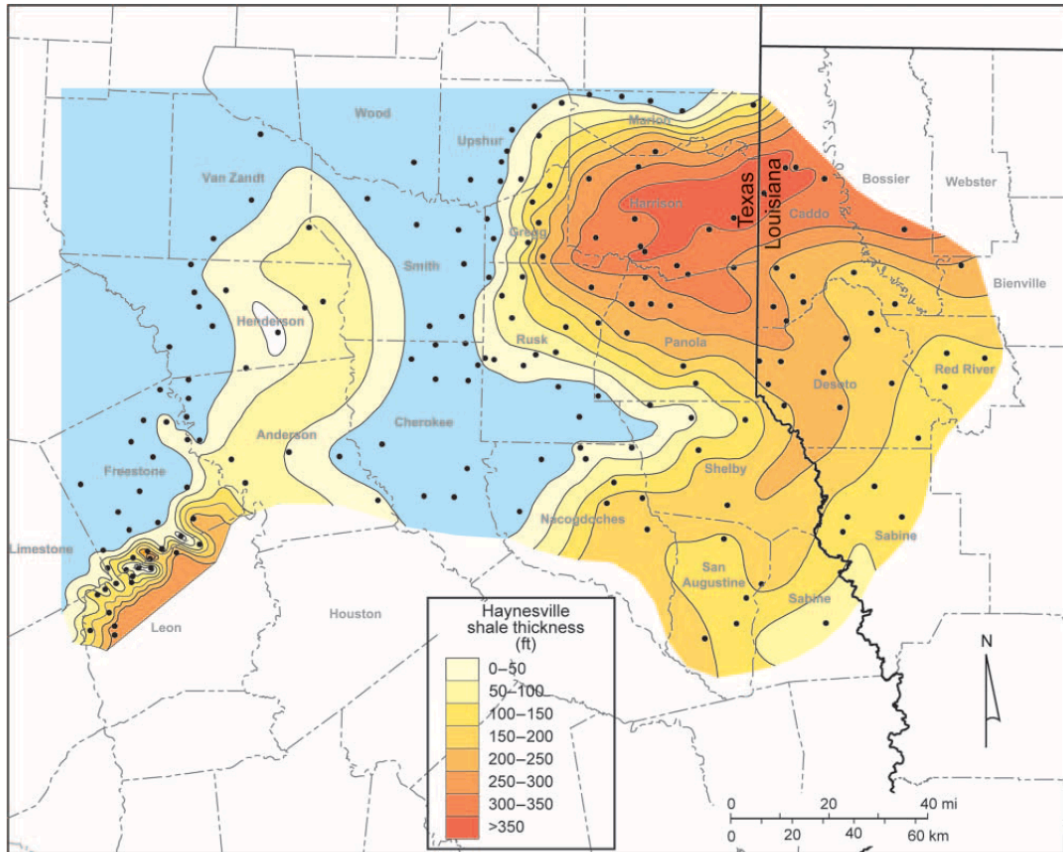 Wood
Marion
Upshur
Van Zandt
Bossier
Webster
Harrison
Texas
Louisiana
Caddo
Gregg
Smith
Bienville
Henderson
Rusk
Panola
Red River
Desoto
Cherokee
Anderson
Freestone
Shelby
Nacogdoches
Limestone
Sabine
San
Augustine
Sabine
Houston
Leon
Haynesville
shale thickness
(ft)
0–50
50–100
100–150
150–200
200–250
250–300
300–350
>350
N
0 20 40 mi
0 20 40 60 km